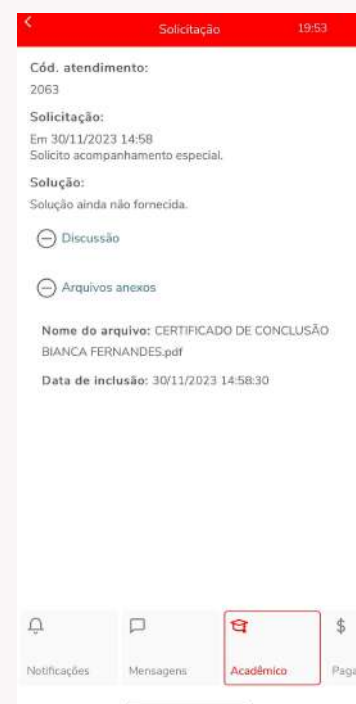 Solicitação 19:53
Cód. atendimento:
2063
Solicitação:
Em 30/11/2023 14:58
Solicito acompanhamento especial.
Solução:
Solução ainda não fornecida.
Discussão
Arquivos anexos
Nome do arquivo: CERTIFICADO DE CONCLUSÃO
BIANCA FERNANDES.pdf
Data de inclusão: 30/11/2023 14:58:30
$
Notificações Mensagens Acadêmico Paga